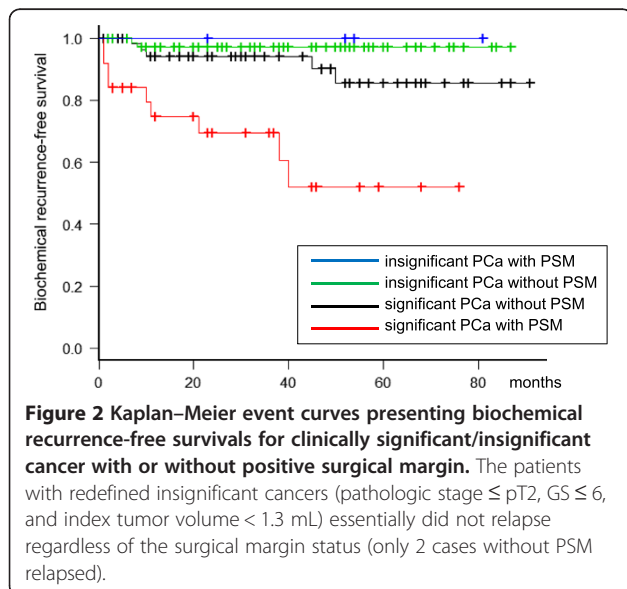 Biochemical recurrence-free survival
1.0
0.8
0.6
0.4
0.2
0.0
insignificant PCa with PSM
insignificant PCa without PSM
significant PCa without PSM
significant PCa with PSM
0 20 40 60 80 months
Figure 2 Kaplan–Meier event curves presenting biochemical
recurrence-free survivals for clinically significant/insignificant
cancer with or without positive surgical margin. The patients
with redefined insignificant cancers (pathologic stage ≤ pT2, GS ≤ 6,
and index tumor volume < 1.3 mL) essentially did not relapse
regardless of the surgical margin status (only 2 cases without PSM
relapsed).